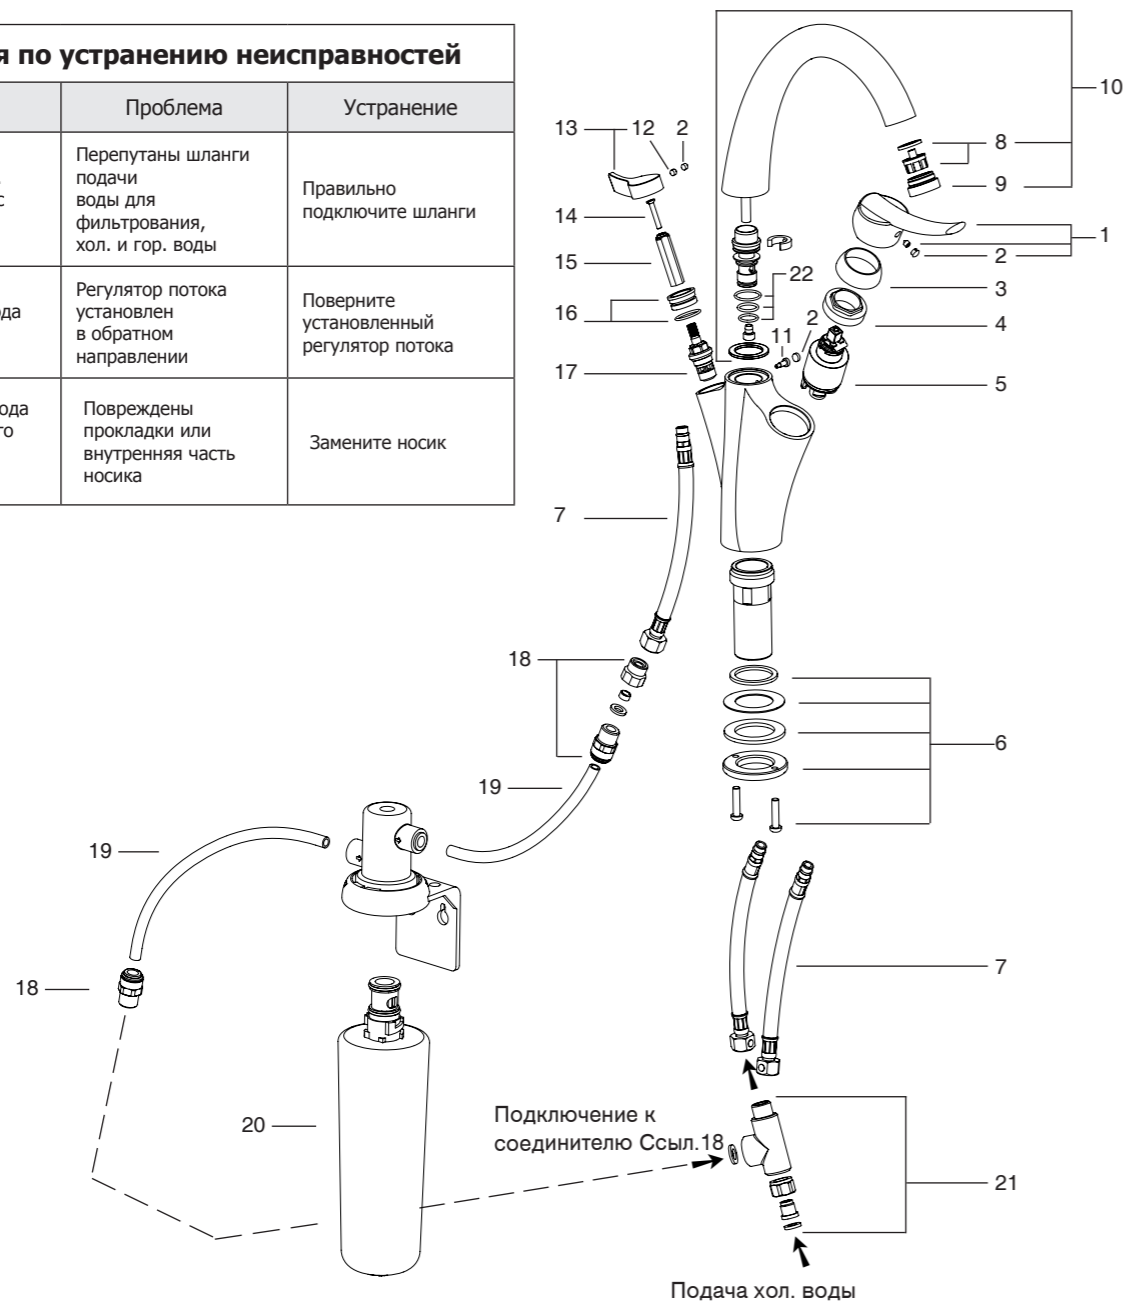 по устранению неисправностей
Проблема
Устранение
с
Перепутаны шланги
подачи
воды для
фильтрования,
хол. и гор. воды
Правильно
подключите шланги
Регулятор потока
установлен
в обратном
направлении
Поверните
установленный
регулятор потока
Повреждены
прокладки или
внутренняя часть
носика
Замените носик
10
13
12
2
8
9
14
1
2
15
22
3
16
4
2
11
17
5
7
18
6
19
19
7
18
20
Подключение к
соединителю Ссыл.18
21
Подача хол. воды